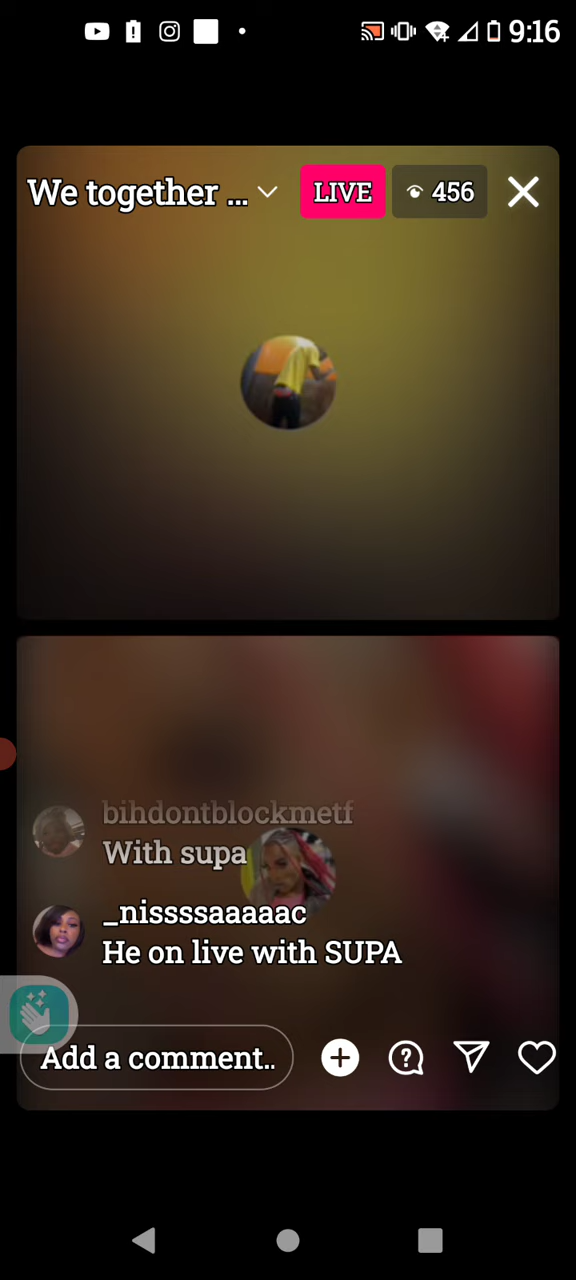 9:16
We together ...
LIVE
456
bihdontblockmetf
With supa
_nissssaaaaac
He on live with SUPA
Add a comment..